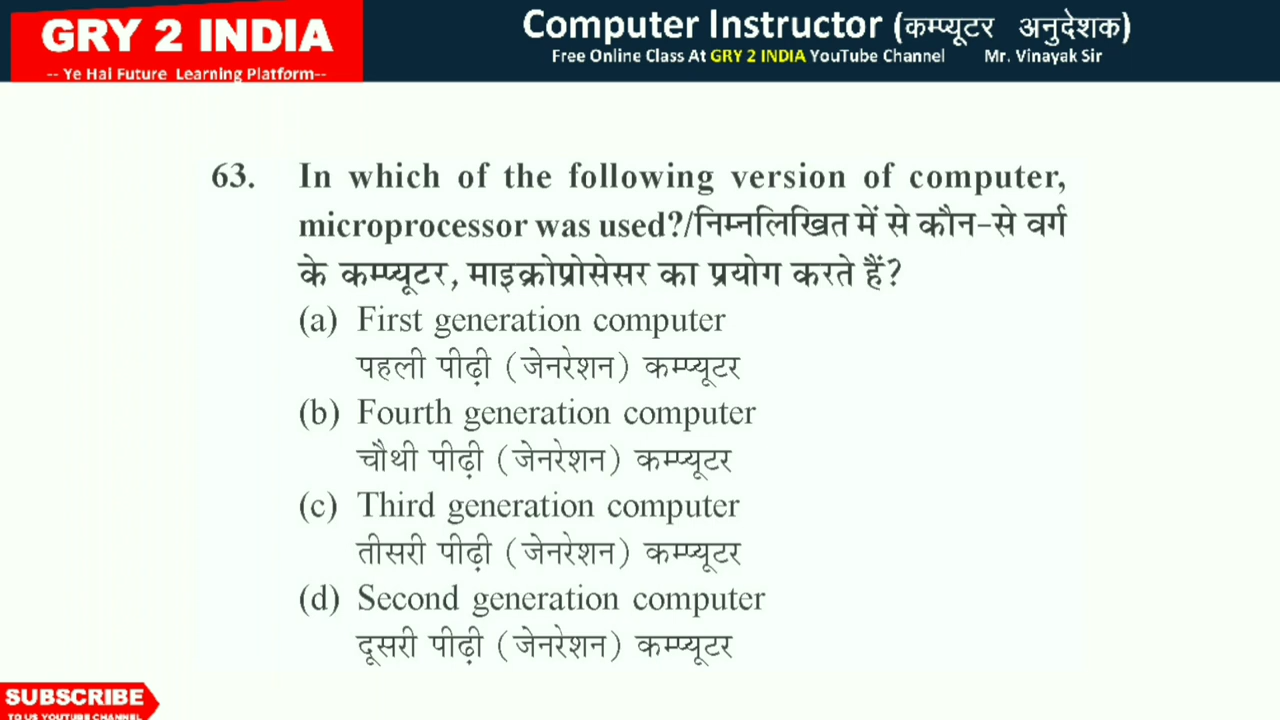 GRY 2 INDIA
-- Ye Hai Future Learning Platform--
Computer Instructor (कम्प्यूटर अनुदेशक)
Free Online Class At GRY 2 INDIA YouTube Channel Mr. Vinayak Sir
63. In which of the following version of computer,
microprocessor was used?/निम्नलिखित में से कौन-से वर्ग
के कम्प्यूटर, माइक्रोप्रोसेसर का प्रयोग करते हैं?
(a) First generation computer
पहली पीढ़ी (जेनरेशन) कम्प्यूटर
(b) Fourth generation computer
चौथी पीढ़ी (जेनरेशन) कम्प्यूटर
(c) Third generation computer
तीसरी पीढ़ी (जेनरेशन) कम्प्यूटर
(d) Second generation computer
दूसरी पीढ़ी (जेनरेशन) कम्प्यूटर
SUBSCRIBE
TO US YOUTUBE CHANNEL